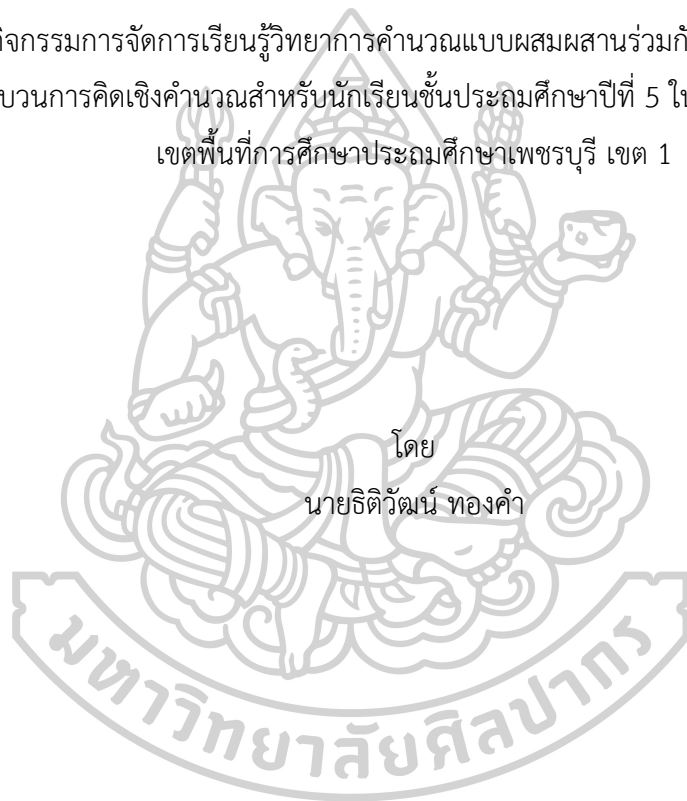 กิจกรรมการจัดการเรียนรู้วิทยาการคำนวณแบบผสมผสานร่วมกั
บวนการคิดเชิงคำนวณสำหรับนักเรียนชั้นประถมศึกษาปีที่ 5 ใน
เขตพื้นที่การศึกษาประถมศึกษาเพชรบุรี เขต 1
โดย
นายธิติวัฒน์ ทองคำ
มหาวิทยาลัยศิลปากร